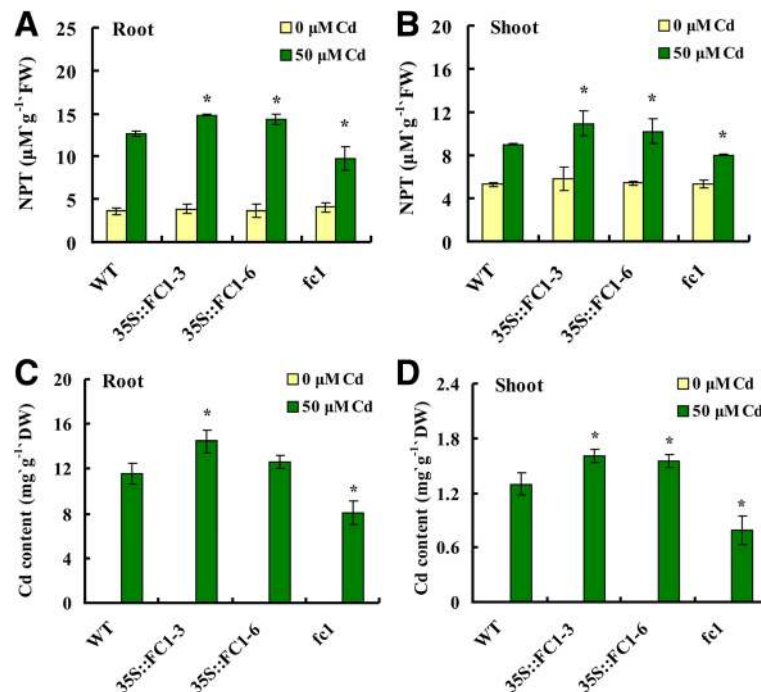 A
Root
0 μM Cd
50 μM Cd
NPT (μM`g⁻¹`FW)
25
20
15
10
5
0
* * *
WT
35S::FC1-3
35S::FC1-6
fc1
B
Shoot
0 μM Cd
50 μM Cd
NPT (μM`g⁻¹`FW)
20
16
12
8
4
0
* * *
WT
35S::FC1-3
35S::FC1-6
fc1
C
Root
0 μM Cd
50 μM Cd
Cd content (mg`g⁻¹`DW)
20
16
12
8
4
0
* *
WT
35S::FC1-3
35S::FC1-6
fc1
D
Shoot
0 μM Cd
50 μM Cd
Cd content (mg`g⁻¹`DW)
2.4
1.8
1.2
0.6
0
* * *
WT
35S::FC1-3
35S::FC1-6
fc1